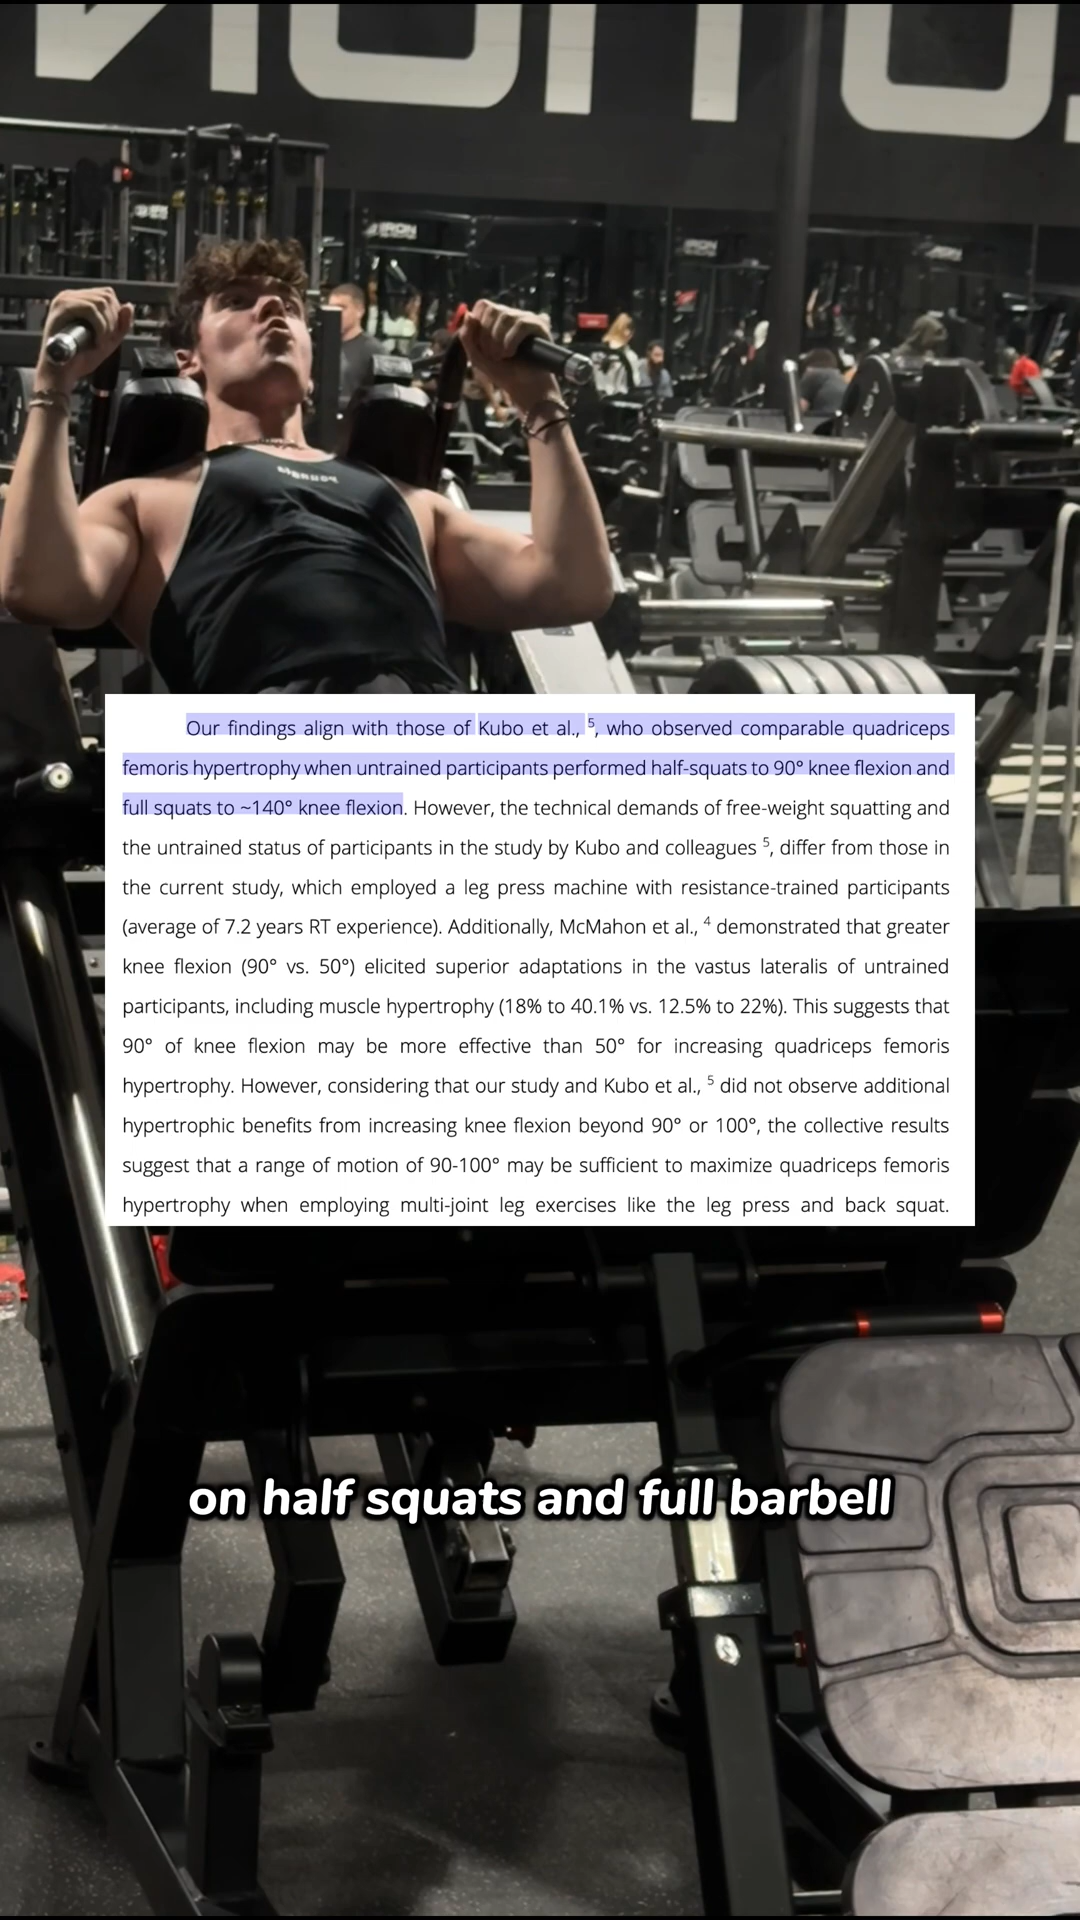 IRON
IRON
Our findings align with those of Kubo et al., 5, who observed comparable quadriceps
femoris hypertrophy when untrained participants performed half-squats to 90° knee flexion and
full squats to ~140° knee flexion. However, the technical demands of free-weight squatting and
the untrained status of participants in the study by Kubo and colleagues 5, differ from those in
the current study, which employed a leg press machine with resistance-trained participants
(average of 7.2 years RT experience). Additionally, McMahon et al., 4 demonstrated that greater
knee flexion (90° vs. 50°) elicited superior adaptations in the vastus lateralis of untrained
participants, including muscle hypertrophy (18% to 40.1% vs. 12.5% to 22%). This suggests that
90° of knee flexion may be more effective than 50° for increasing quadriceps femoris
hypertrophy. However, considering that our study and Kubo et al., 5 did not observe additional
hypertrophic benefits from increasing knee flexion beyond 90° or 100°, the collective results
suggest that a range of motion of 90-100° may be sufficient to maximize quadriceps femoris
hypertrophy when employing multi-joint leg exercises like the leg press and back squat.
on half squats and full barbell